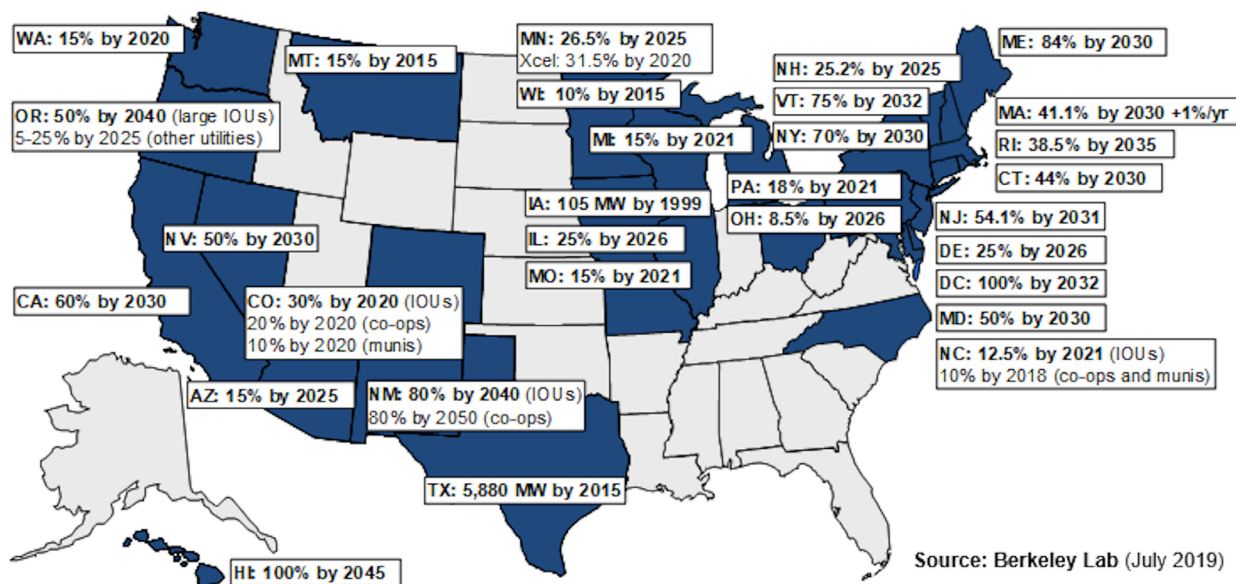 WA: 15% by 2020
MT: 15% by 2015
MN: 26.5% by 2025
Xcel: 31.5% by 2020
ME: 84% by 2030
NH: 25.2% by 2025
WI: 10% by 2015
VT: 75% by 2032
OR: 50% by 2040 (large IOUs)
5-25% by 2025 (other utilities)
MA: 41.1% by 2030 +1%/yr
MI: 15% by 2021
NY: 70% by 2030
RI: 38.5% by 2035
CT: 44% by 2030
PA: 18% by 2021
IA: 105 MW by 1999
OH: 8.5% by 2026
NJ: 54.1% by 2031
NV: 50% by 2030
IL: 25% by 2026
DE: 25% by 2026
MO: 15% by 2021
DC: 100% by 2032
CA: 60% by 2030
CO: 30% by 2020 (IOUs)
20% by 2020 (co-ops)
10% by 2020 (munis)
MD: 50% by 2030
NC: 12.5% by 2021 (IOUs)
10% by 2018 (co-ops and munis)
AZ: 15% by 2025
NM: 80% by 2040 (IOUs)
80% by 2050 (co-ops)
TX: 5,880 MW by 2015
HI: 100% by 2045
Source: Berkeley Lab (July 2019)